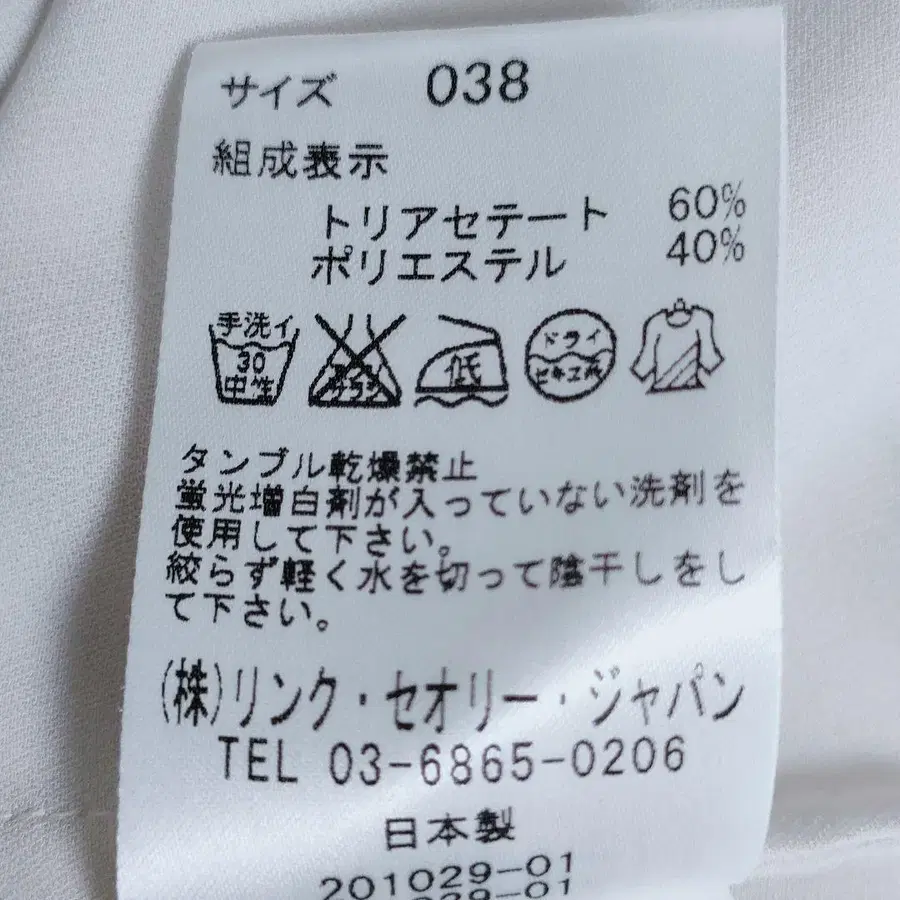 サイズ 038
組成表示
トリアセテート 60%
ポリエステル 40%
手洗イ
30
中性
低
ドライ
セキユ系
タンブル乾燥禁止
蛍光増白剤が入っていない洗剤を
使用して下さい。
絞らず軽く水を切って陰干しをし
て下さい。
(株)リンク・セオリー・ジャパン
TEL 03-6865-0206
日本製
201029-01